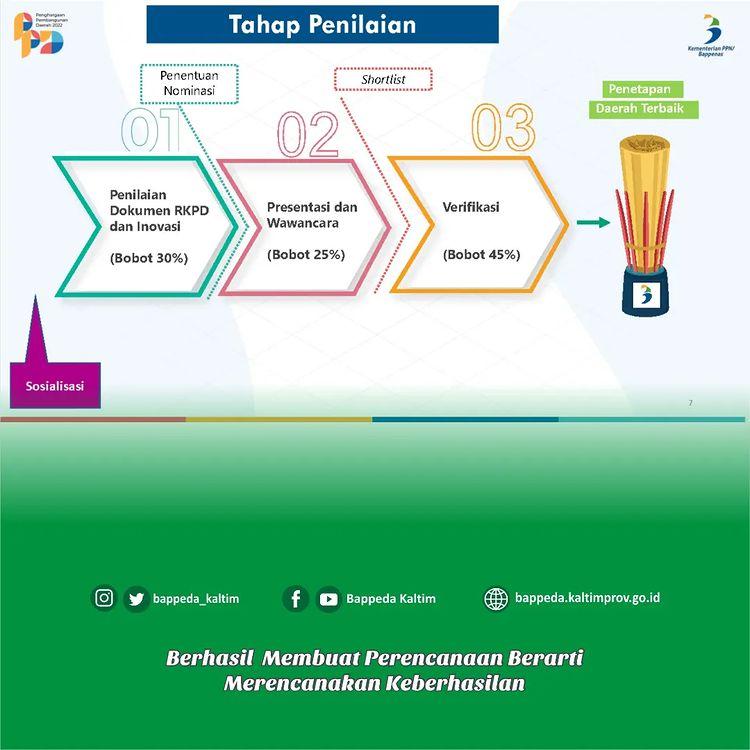 Penghargaan
Pembangunan
Daerah 2022
Tahap Penilaian
Kementerian PPN/
Bappenas
Penentuan
Nominasi
Shortlist
Penetapan
Daerah Terbaik
01
02
03
Penilaian
Dokumen RKPD
dan Inovasi
(Bobot 30%)
Presentasi dan
Wawancara
(Bobot 25%)
Verifikasi
(Bobot 45%)
Sosialisasi
7
bappeda_kaltim
Bappeda Kaltim
bappeda.kaltimprov.go.id
Berhasil Membuat Perencanaan Berarti
Merencanakan Keberhasilan